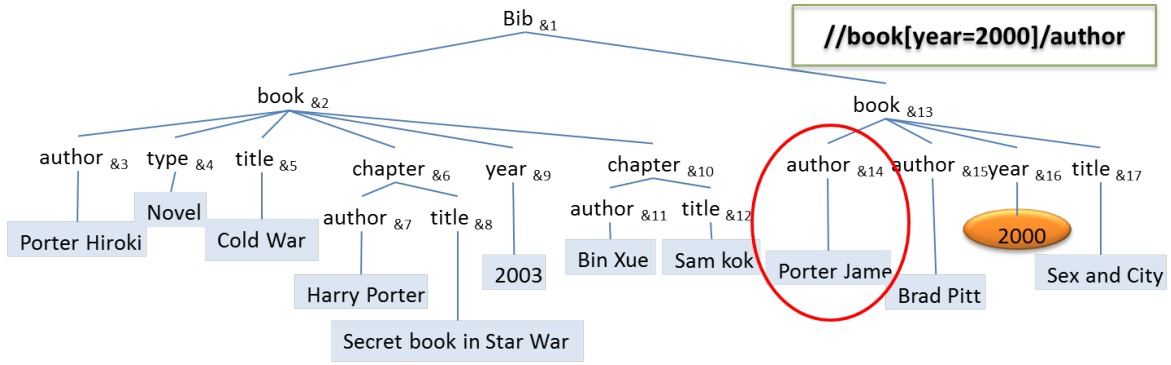 Bib &1
//book[year=2000]/author
book &2
book &13
author &3 type &4 title &5 chapter &6 year &9 chapter &10 author &14 author &15 year &16 title &17
author &7 title &8 author &11 title &12
Novel
Porter Hiroki
Cold War
Bin Xue
Sam kok
2000
2003
Porter Jame
Sex and City
Harry Porter
Brad Pitt
Secret book in Star War